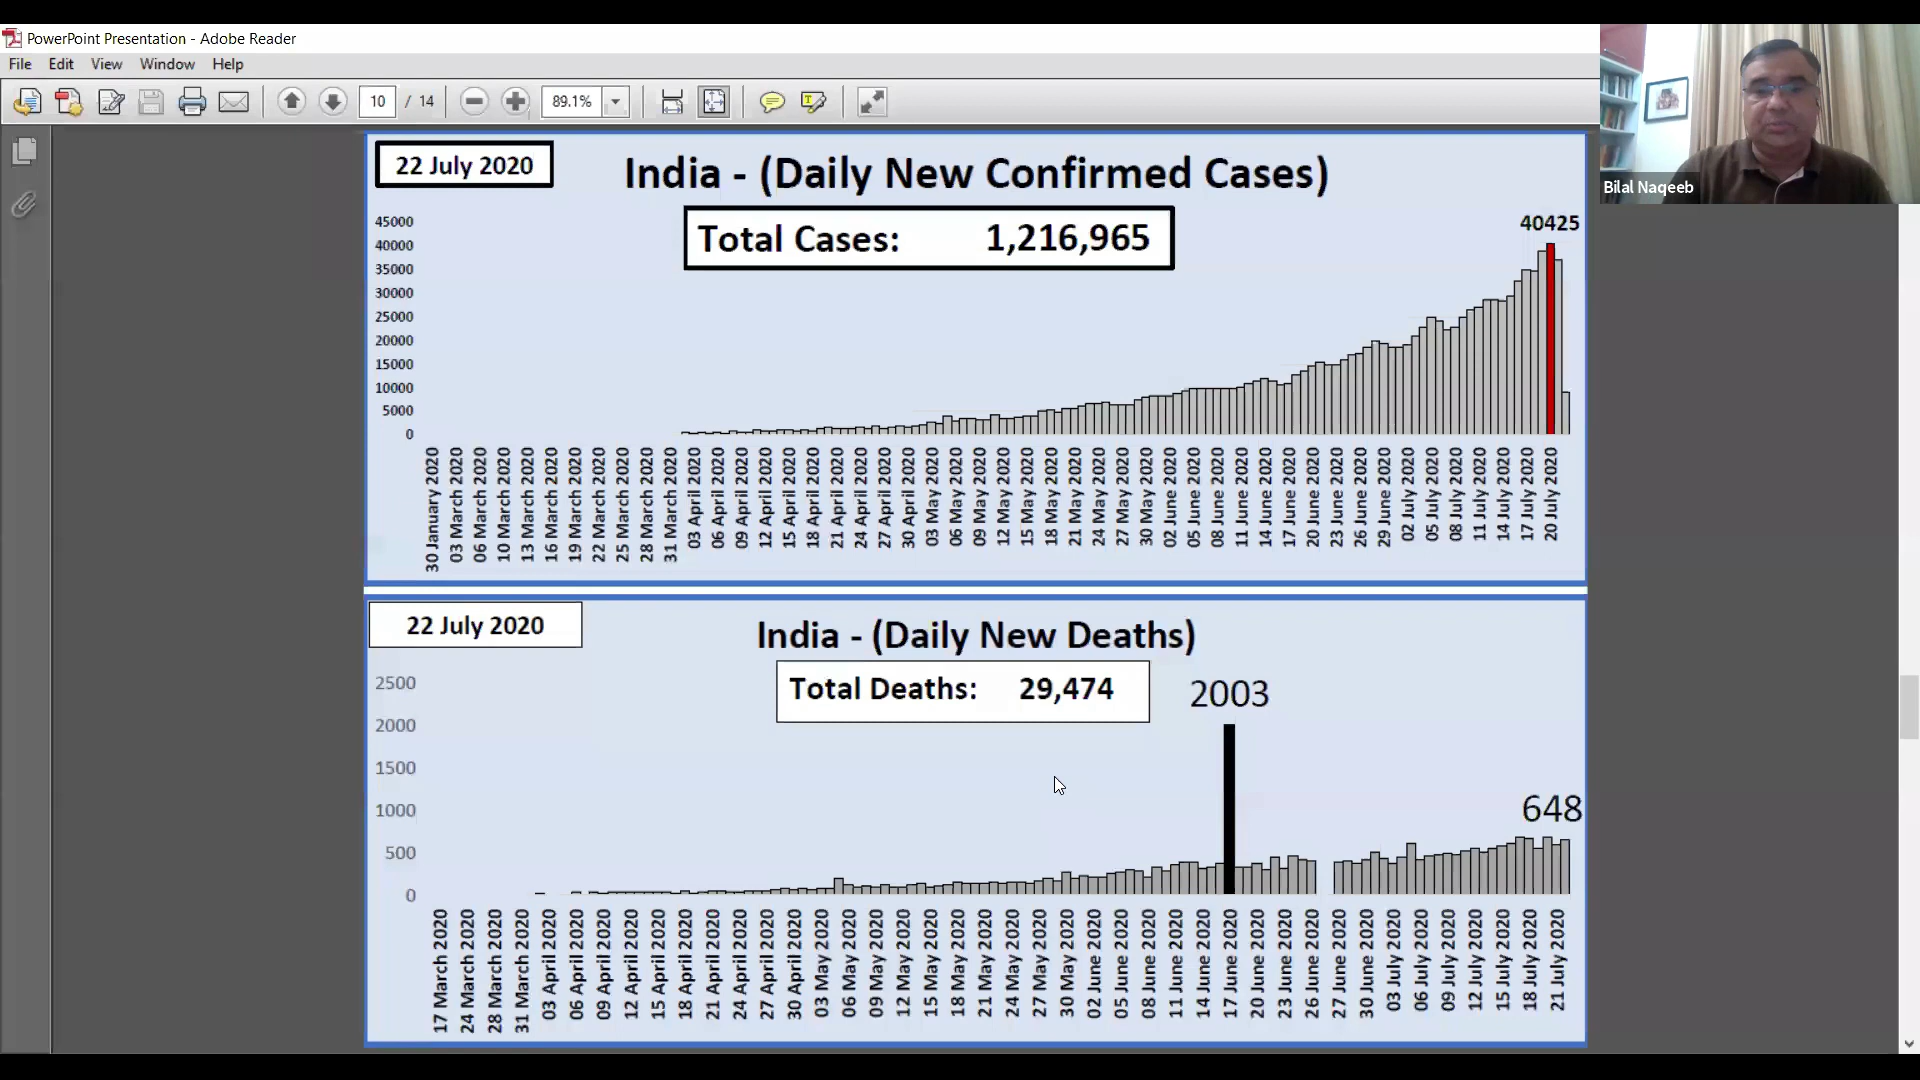 PowerPoint Presentation - Adobe Reader
File Edit View Window Help
10 / 14 89.1%
Bilal Naqeeb
22 July 2020
India - (Daily New Confirmed Cases)
Total Cases: 1,216,965
40425
45000
40000
35000
30000
25000
20000
15000
10000
5000
0
30 January 2020
03 March 2020
06 March 2020
10 March 2020
13 March 2020
16 March 2020
19 March 2020
22 March 2020
25 March 2020
28 March 2020
31 March 2020
03 April 2020
06 April 2020
09 April 2020
12 April 2020
15 April 2020
18 April 2020
21 April 2020
24 April 2020
27 April 2020
30 April 2020
03 May 2020
06 May 2020
09 May 2020
12 May 2020
15 May 2020
18 May 2020
21 May 2020
24 May 2020
27 May 2020
30 May 2020
02 June 2020
05 June 2020
08 June 2020
11 June 2020
14 June 2020
17 June 2020
20 June 2020
23 June 2020
26 June 2020
29 June 2020
02 July 2020
05 July 2020
08 July 2020
11 July 2020
14 July 2020
17 July 2020
20 July 2020
22 July 2020
India - (Daily New Deaths)
Total Deaths: 29,474
2003
648
2500
2000
1500
1000
500
0
17 March 2020
24 March 2020
28 March 2020
31 March 2020
03 April 2020
06 April 2020
09 April 2020
12 April 2020
15 April 2020
18 April 2020
21 April 2020
24 April 2020
27 April 2020
30 April 2020
03 May 2020
06 May 2020
09 May 2020
12 May 2020
15 May 2020
18 May 2020
21 May 2020
24 May 2020
27 May 2020
30 May 2020
02 June 2020
05 June 2020
08 June 2020
11 June 2020
14 June 2020
17 June 2020
20 June 2020
23 June 2020
26 June 2020
27 June 2020
30 June 2020
03 July 2020
06 July 2020
09 July 2020
12 July 2020
15 July 2020
18 July 2020
21 July 2020